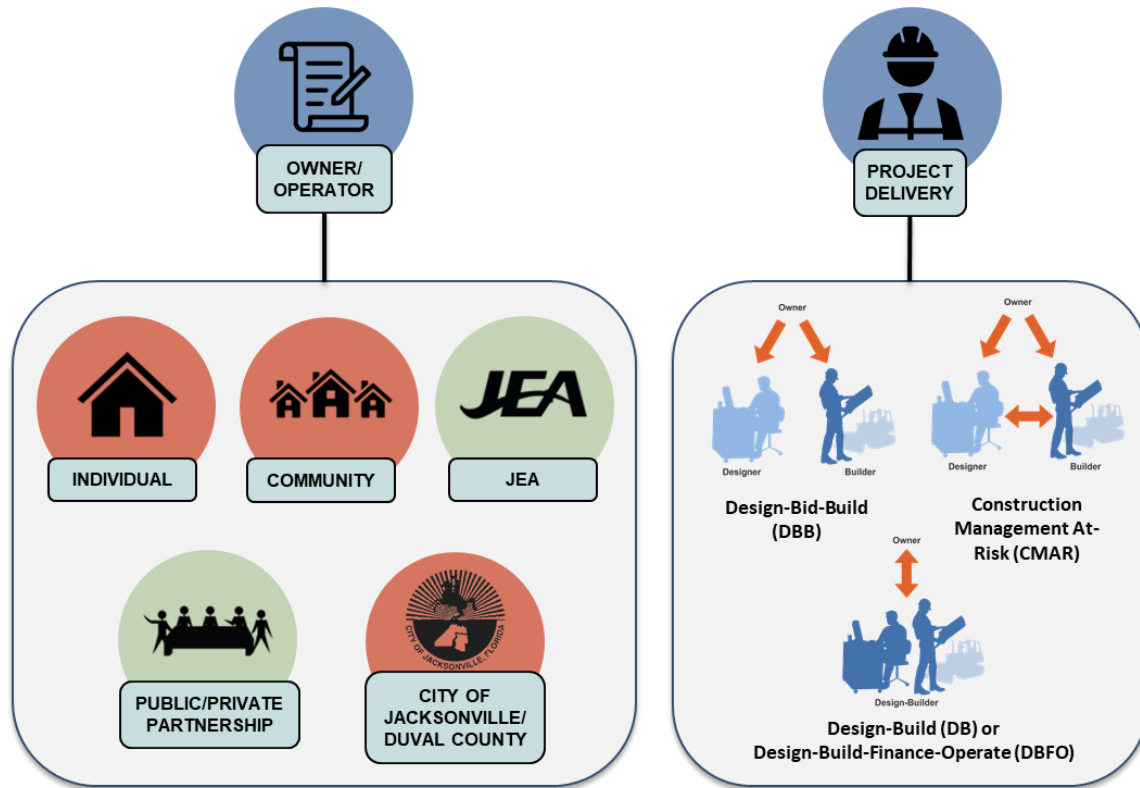 OWNER/
OPERATOR
INDIVIDUAL
COMMUNITY
JEA
JEA
PUBLIC/PRIVATE
PARTNERSHIP
CITY OF JACKSONVILLE, FLORIDA
CITY OF
JACKSONVILLE/
DUVAL COUNTY
PROJECT
DELIVERY
Owner
Designer
Builder
Design-Bid-Build
(DBB)
Owner
Designer
Builder
Construction
Management At-
Risk (CMAR)
Owner
Design-Builder
Design-Build (DB) or
Design-Build-Finance-Operate (DBFO)